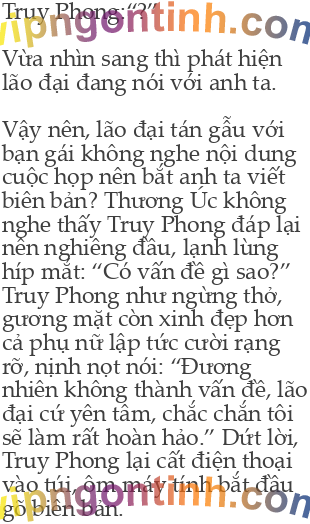 Truy Phong:“?”
vipngontinh.com
Vừa nhìn sang thì phát hiện
lão đại đang nói với anh ta.
Vậy nên, lão đại tán gẫu với
bạn gái không nghe nội dung
cuộc họp nên bắt anh ta viết
biên bản? Thương Úc không
nghe thấy Truy Phong đáp lại
nên nghiêng đầu, lạnh lùng
híp mắt: “Có vấn đề gì sao?”
Truy Phong như ngừng thở,
gương mặt còn xinh đẹp hơn
cả phụ nữ lập tức cười rạng
rỡ, nịnh nọt nói: “Đương
nhiên không thành vấn đề, lão
đại cứ yên tâm, chắc chắn tôi
sẽ làm rất hoàn hảo.” Dứt lời,
Truy Phong lại cất điện thoại
vào túi, ôm máy tính bắt đầu
gõ biên bản.
vipngontinh.com